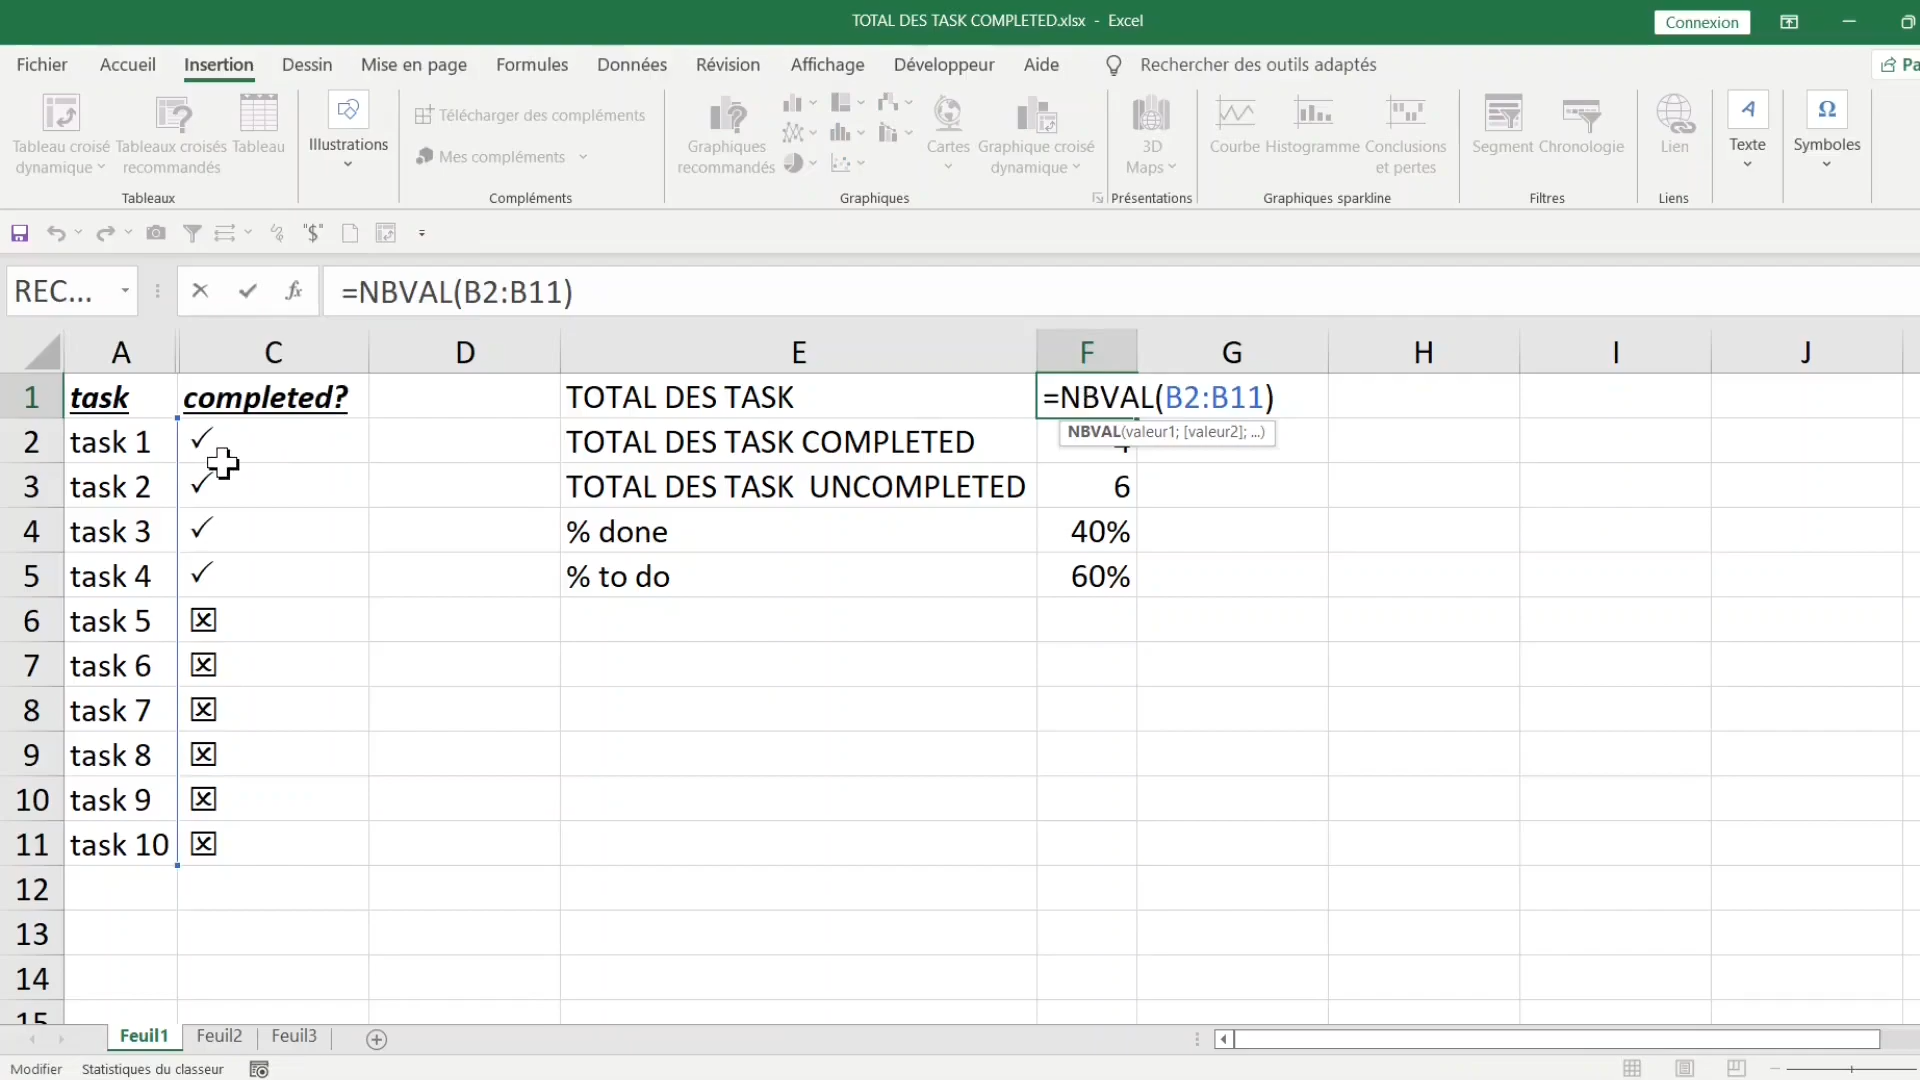 TOTAL DES TASK COMPLETED.xlsx - Excel
Connexion
Fichier Accueil Insertion Dessin Mise en page Formules Données Révision Affichage Développeur Aide Rechercher des outils adaptés Pa
Tableau croisé dynamique
Tableaux croisés recommandés
Tableau
Tableaux
Illustrations
Télécharger des compléments
Mes compléments
Compléments
Graphiques recommandés
Cartes
Graphique croisé dynamique
Graphiques
3D Maps
Présentations
Courbe Histogramme Conclusions et pertes
Graphiques sparkline
Segment Chronologie
Filtres
Lien
Liens
Texte
Symboles
REC... fx =NBVAL(B2:B11)
A C D E F G H I J
1 task completed? TOTAL DES TASK =NBVAL(B2:B11)
NBVAL(valeur1; [valeur2]; ...)
2 task 1 ✓ TOTAL DES TASK COMPLETED
3 task 2 ✓ TOTAL DES TASK UNCOMPLETED 6
4 task 3 ✓ % done 40%
5 task 4 ✓ % to do 60%
6 task 5 ☒
7 task 6 ☒
8 task 7 ☒
9 task 8 ☒
10 task 9 ☒
11 task 10 ☒
12
13
14
15
Feuil1 Feuil2 Feuil3
Modifier Statistiques du classeur